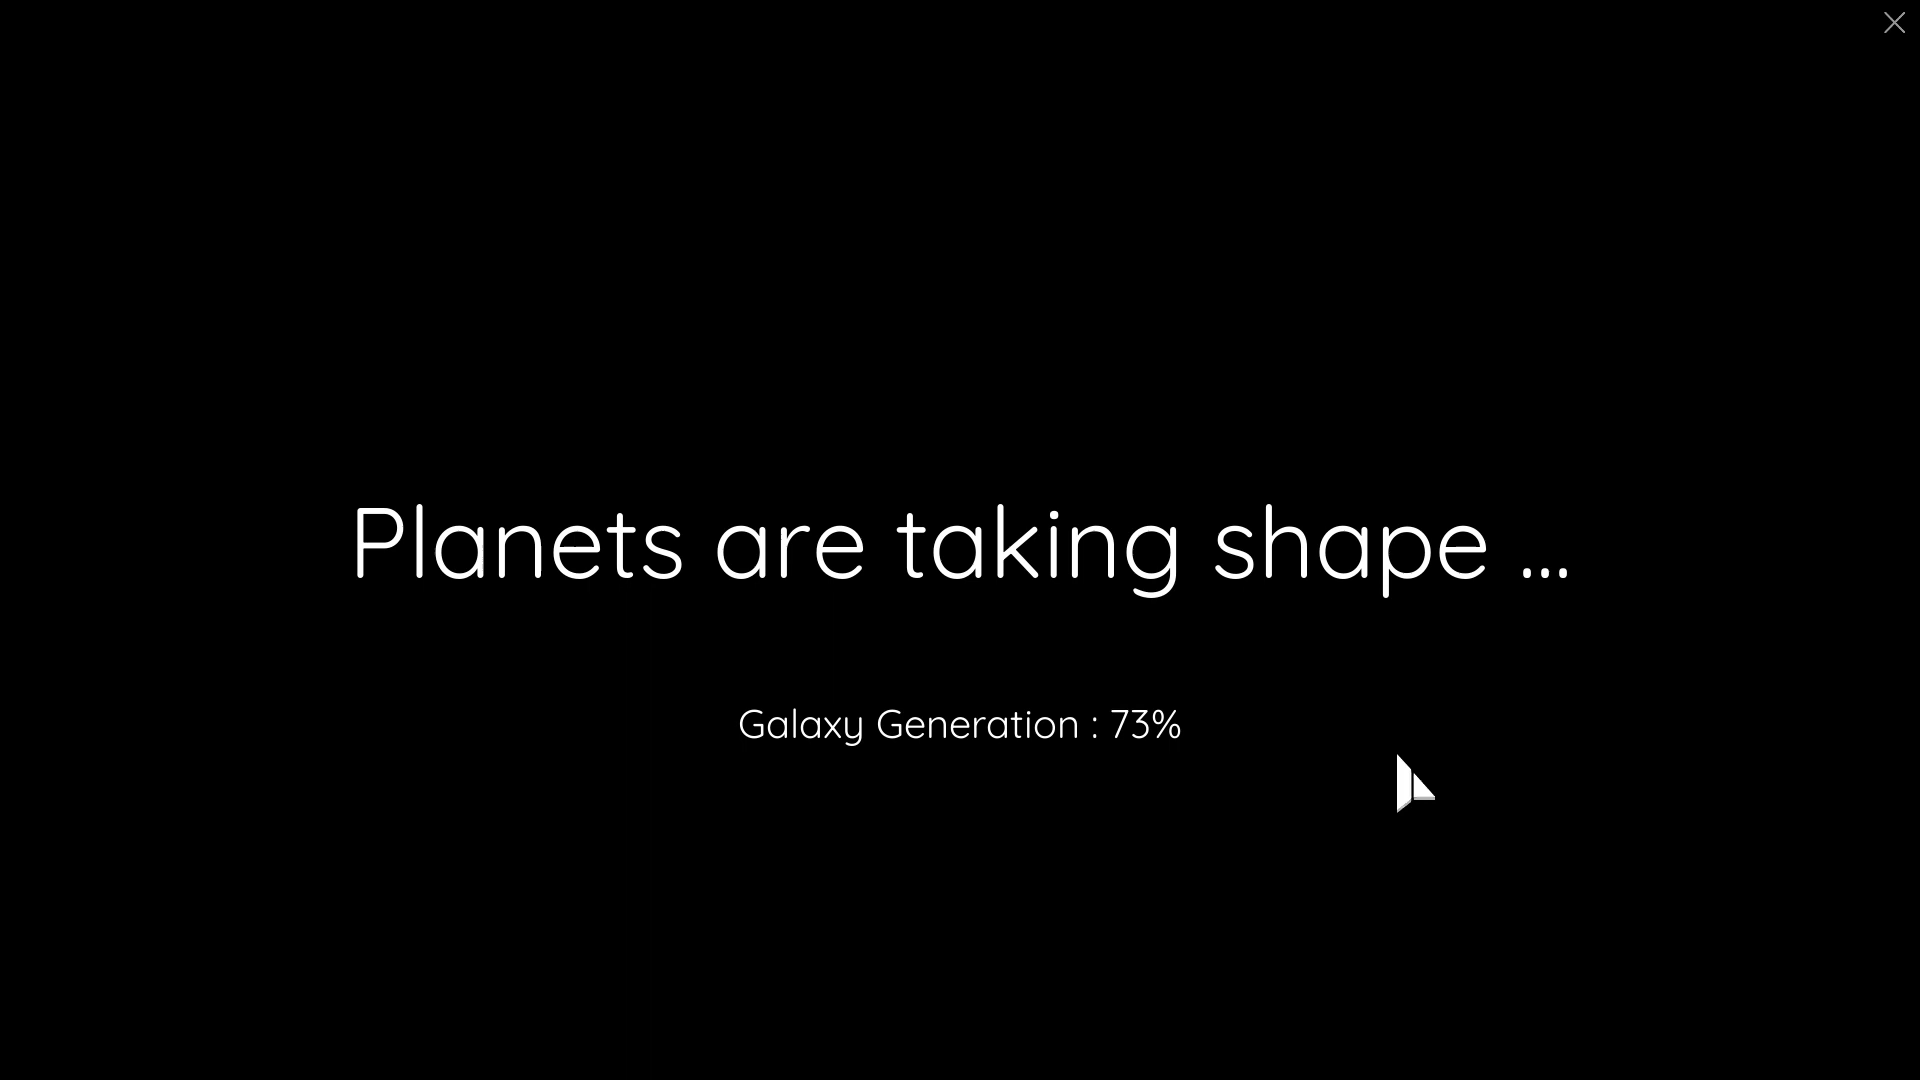 Planets are taking shape ...
Galaxy Generation : 73%